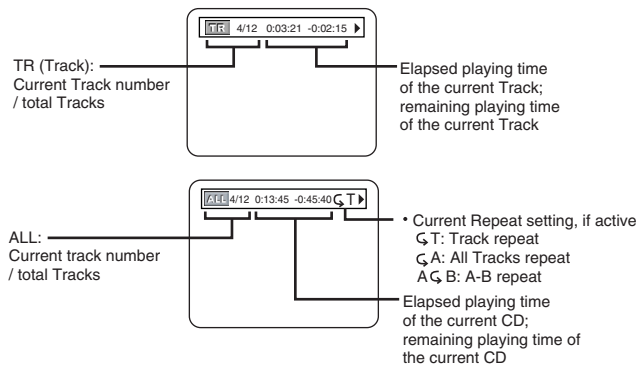 TR 4/12 0:03:21 -0:02:15
TR (Track):
Current Track number
/ total Tracks
Elapsed playing time
of the current Track;
remaining playing time
of the current Track
ALL 4/12 0:13:45 -0:45:40 T
ALL:
Current track number
/ total Tracks
• Current Repeat setting, if active
T: Track repeat
A: All Tracks repeat
A B: A-B repeat
Elapsed playing time
of the current CD;
remaining playing time of
the current CD